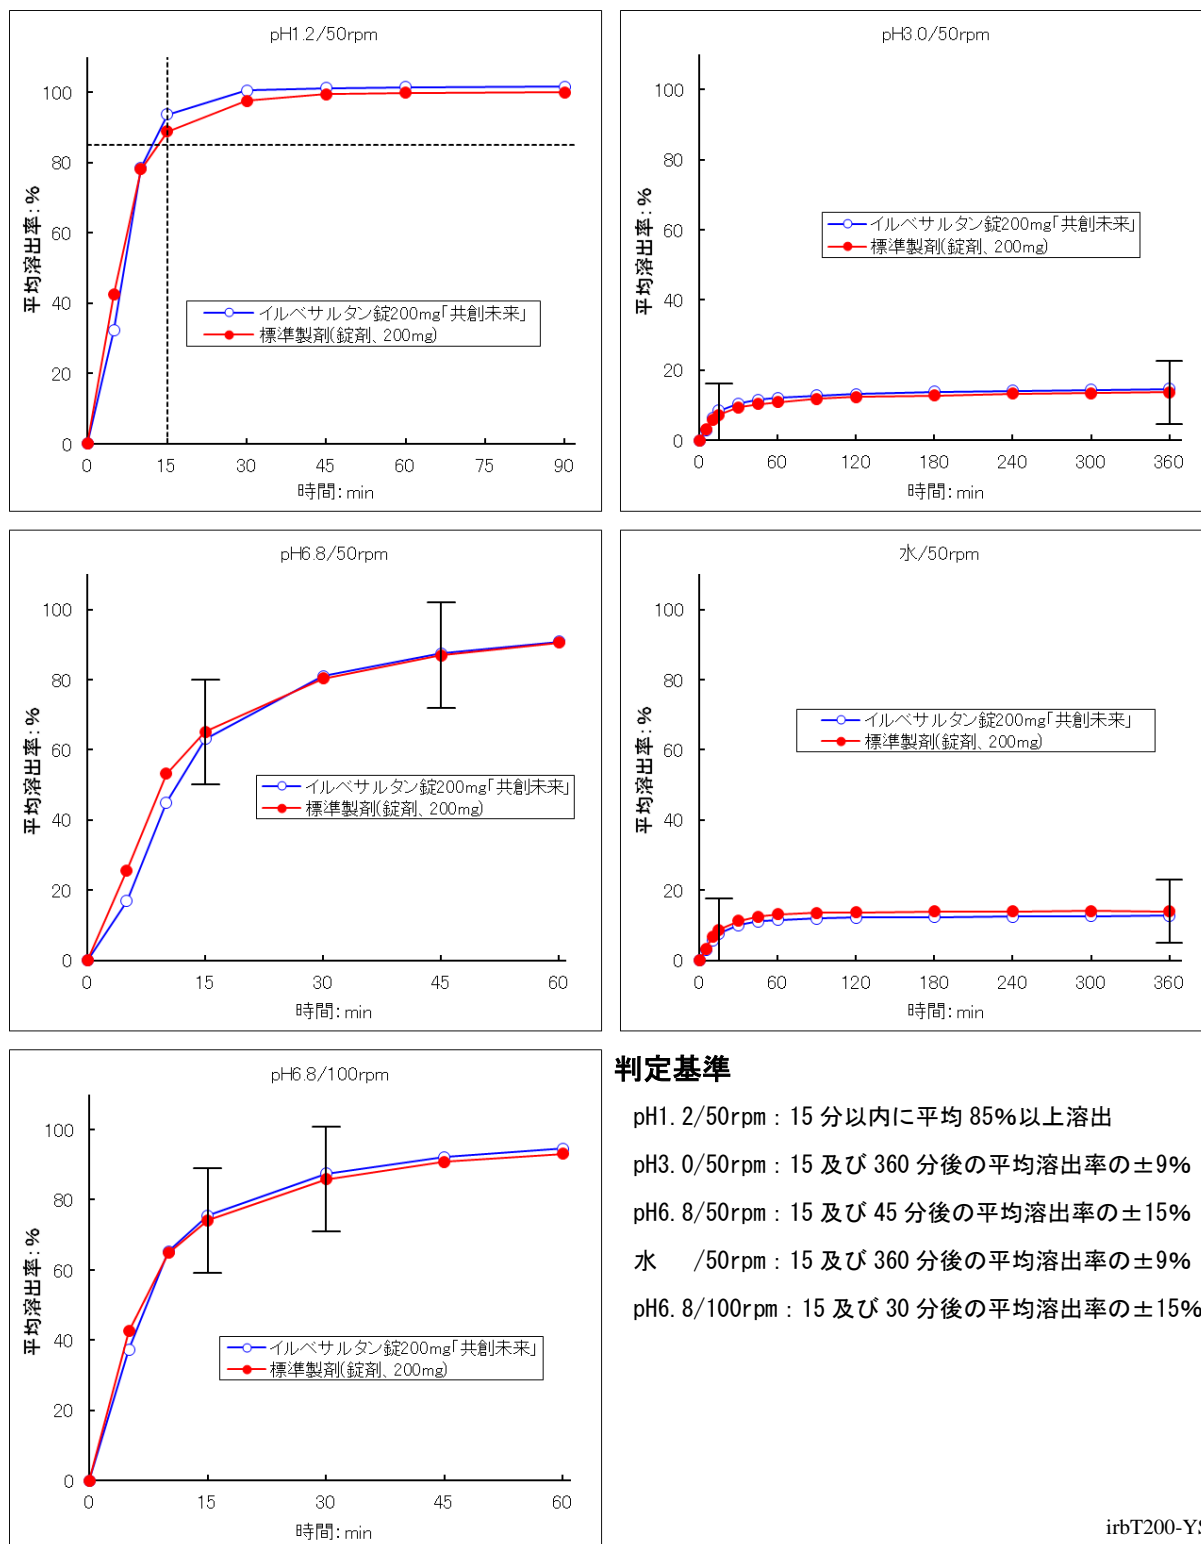 pH1.2/50rpm
100
80
60
40
20
0
平均溶出率：%
イルベサルタン錠200mg「共創未来」
標準製剤(錠剤、200mg)
0 15 30 45 60 75 90
時間：min
pH3.0/50rpm
100
80
60
40
20
0
平均溶出率：%
イルベサルタン錠200mg「共創未来」
標準製剤(錠剤、200mg)
0 60 120 180 240 300 360
時間：min
pH6.8/50rpm
100
80
60
40
20
0
平均溶出率：%
イルベサルタン錠200mg「共創未来」
標準製剤(錠剤、200mg)
0 15 30 45 60
時間：min
水/50rpm
100
80
60
40
20
0
平均溶出率：%
イルベサルタン錠200mg「共創未来」
標準製剤(錠剤、200mg)
0 60 120 180 240 300 360
時間：min
pH6.8/100rpm
100
80
60
40
20
0
平均溶出率：%
イルベサルタン錠200mg「共創未来」
標準製剤(錠剤、200mg)
0 15 30 45 60
時間：min
判定基準
pH1.2/50rpm：15 分以内に平均 85%以上溶出
pH3.0/50rpm：15 及び 360 分後の平均溶出率の±9%
pH6.8/50rpm：15 及び 45 分後の平均溶出率の±15%
水 /50rpm：15 及び 360 分後の平均溶出率の±9%
pH6.8/100rpm：15 及び 30 分後の平均溶出率の±15%
irbT200-YS